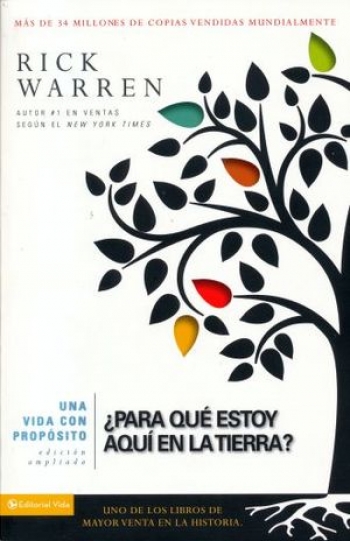 MÁS DE 34 MILLONES DE COPIAS VENDIDAS MUNDIALMENTE
RICK
WARREN
AUTOR #1 EN VENTAS
SEGÚN EL NEW YORK TIMES
UNA
VIDA CON
PROPÓSITO
edición
ampliada
¿PARA QUÉ ESTOY
AQUÍ EN LA TIERRA?
Editorial Vida
UNO DE LOS LIBROS DE
MAYOR VENTA EN LA HISTORIA.